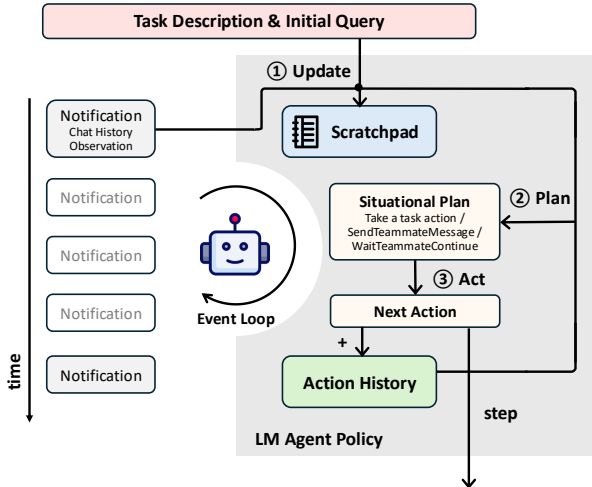 Task Description & Initial Query
① Update
Notification
Chat History
Observation
Scratchpad
Notification
Situational Plan
Take a task action /
SendTeammateMessage /
WaitTeammateContinue
② Plan
Notification
③ Act
Notification
Event Loop
Next Action
+
Notification
Action History
time
step
LM Agent Policy